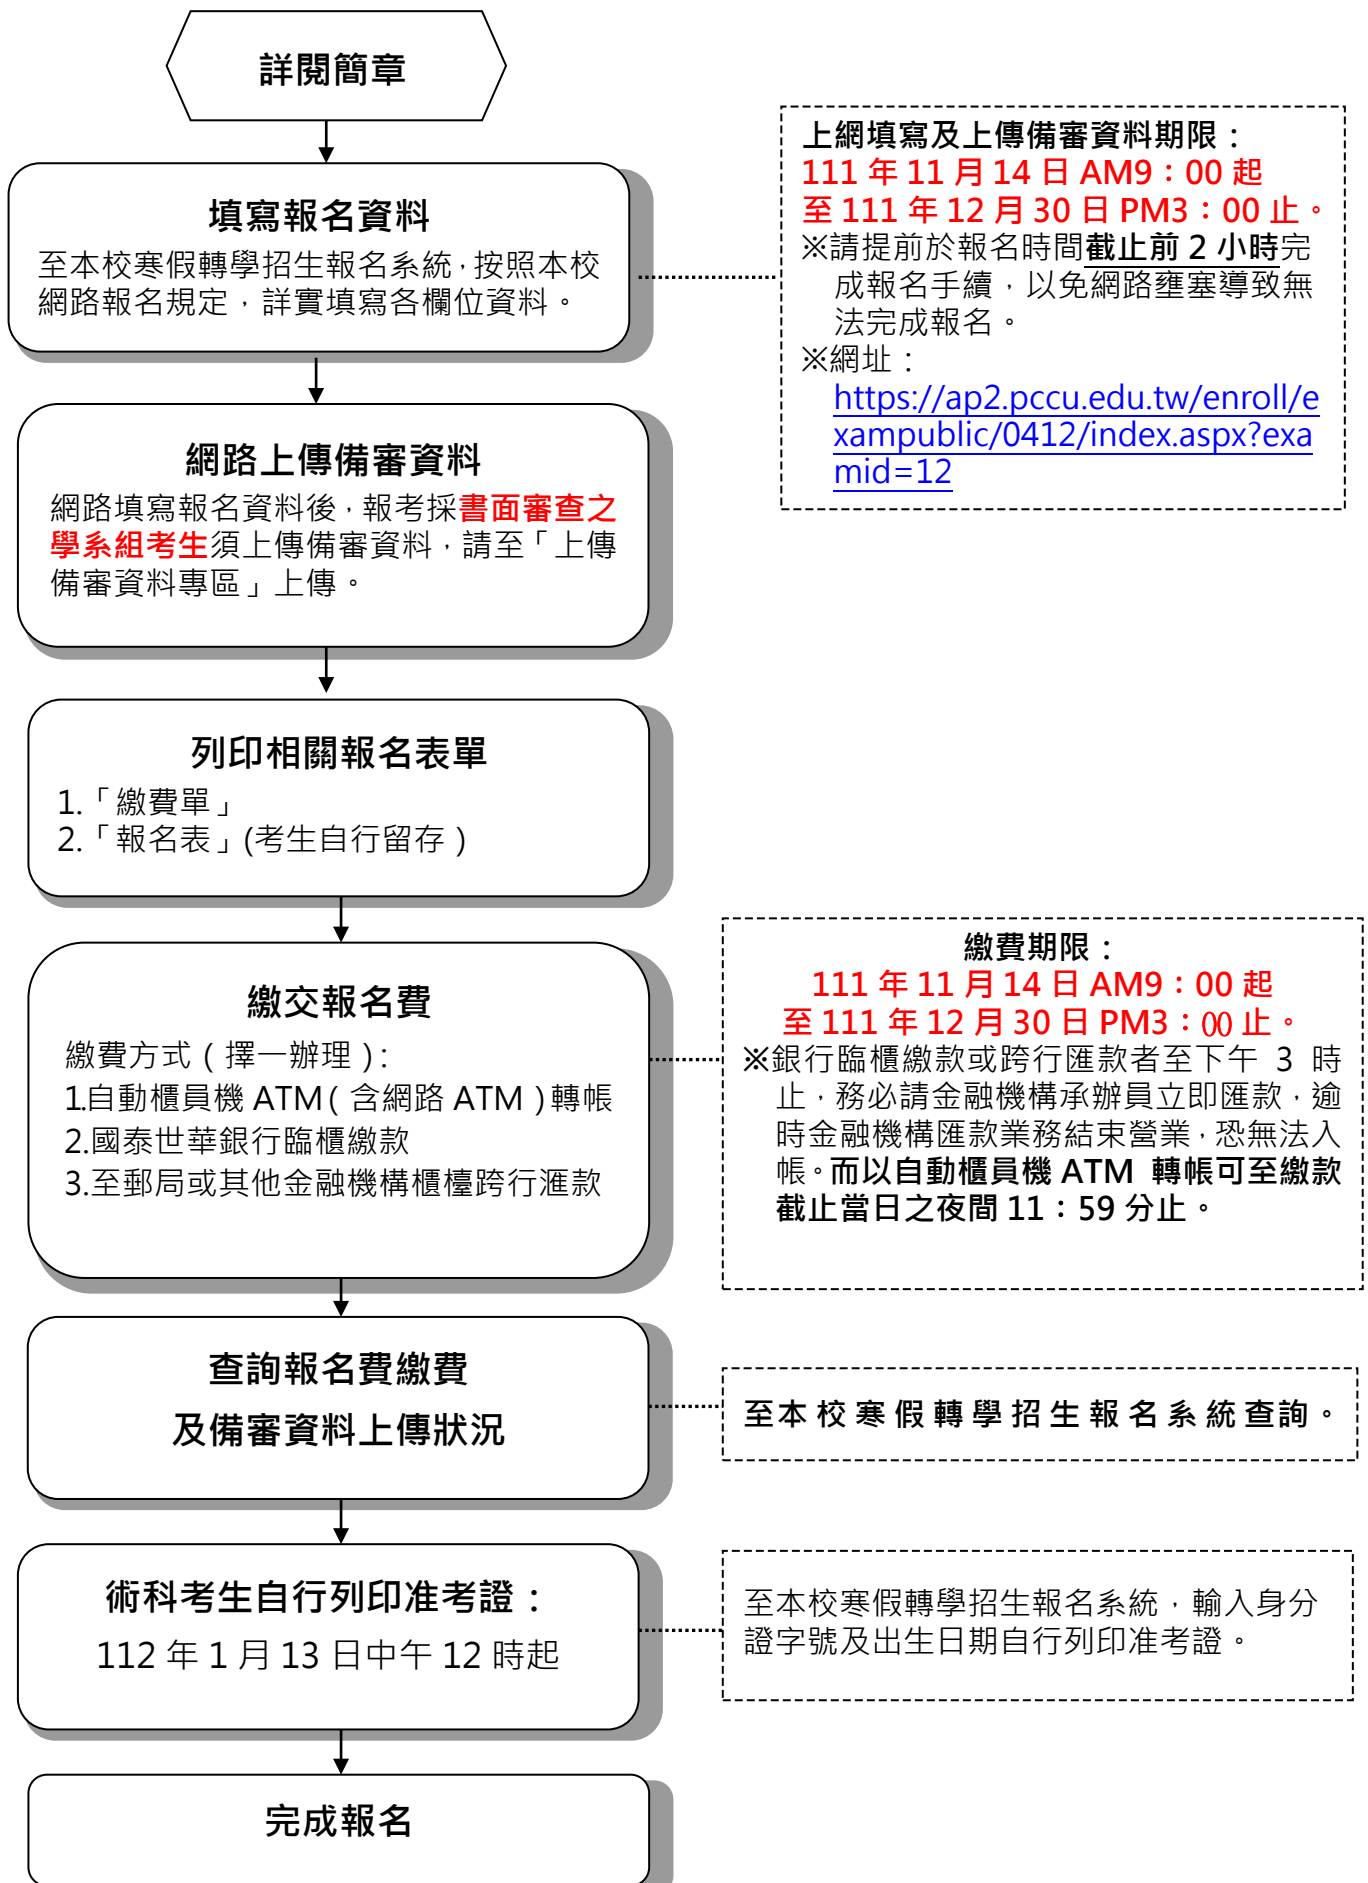 詳閱簡章
填寫報名資料
至本校寒假轉學招生報名系統，按照本校
網路報名規定，詳實填寫各欄位資料。
上網填寫及上傳備審資料期限：
111 年 11 月 14 日 AM9：00 起
至 111 年 12 月 30 日 PM3：00 止。
※請提前於報名時間截止前 2 小時完
成報名手續，以免網路壅塞導致無
法完成報名。
※網址：
https://ap2.pccu.edu.tw/enroll/e
xampublic/0412/index.aspx?exa
mid=12
網路上傳備審資料
網路填寫報名資料後，報考採書面審查之
學系組考生須上傳備審資料，請至「上傳
備審資料專區」上傳。
列印相關報名表單
1.「繳費單」
2.「報名表」(考生自行留存）
繳交報名費
繳費方式（擇一辦理）：
1.自動櫃員機 ATM（含網路 ATM）轉帳
2.國泰世華銀行臨櫃繳款
3.至郵局或其他金融機構櫃檯跨行滙款
繳費期限：
111 年 11 月 14 日 AM9：00 起
至 111 年 12 月 30 日 PM3：00 止。
※銀行臨櫃繳款或跨行匯款者至下午 3 時
止，務必請金融機構承辦員立即匯款，逾
時金融機構匯款業務結束營業，恐無法入
帳。而以自動櫃員機 ATM 轉帳可至繳款
截止當日之夜間 11：59 分止。
查詢報名費繳費
及備審資料上傳狀況
至本校寒假轉學招生報名系統查詢。
術科考生自行列印准考證：
112 年 1 月 13 日中午 12 時起
至本校寒假轉學招生報名系統，輸入身分
證字號及出生日期自行列印准考證。
完成報名